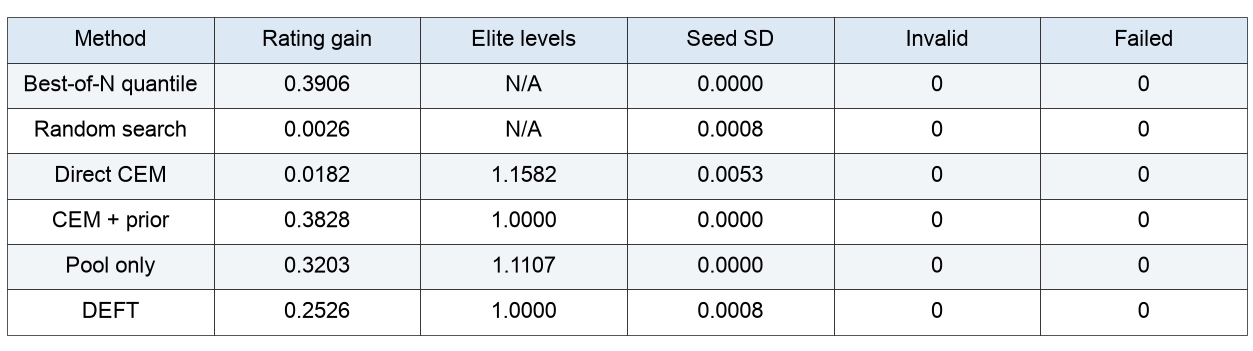 Method Rating gain Elite levels Seed SD Invalid Failed
Best-of-N quantile 0.3906 N/A 0.0000 0 0
Random search 0.0026 N/A 0.0008 0 0
Direct CEM 0.0182 1.1582 0.0053 0 0
CEM + prior 0.3828 1.0000 0.0000 0 0
Pool only 0.3203 1.1107 0.0000 0 0
DEFT 0.2526 1.0000 0.0008 0 0